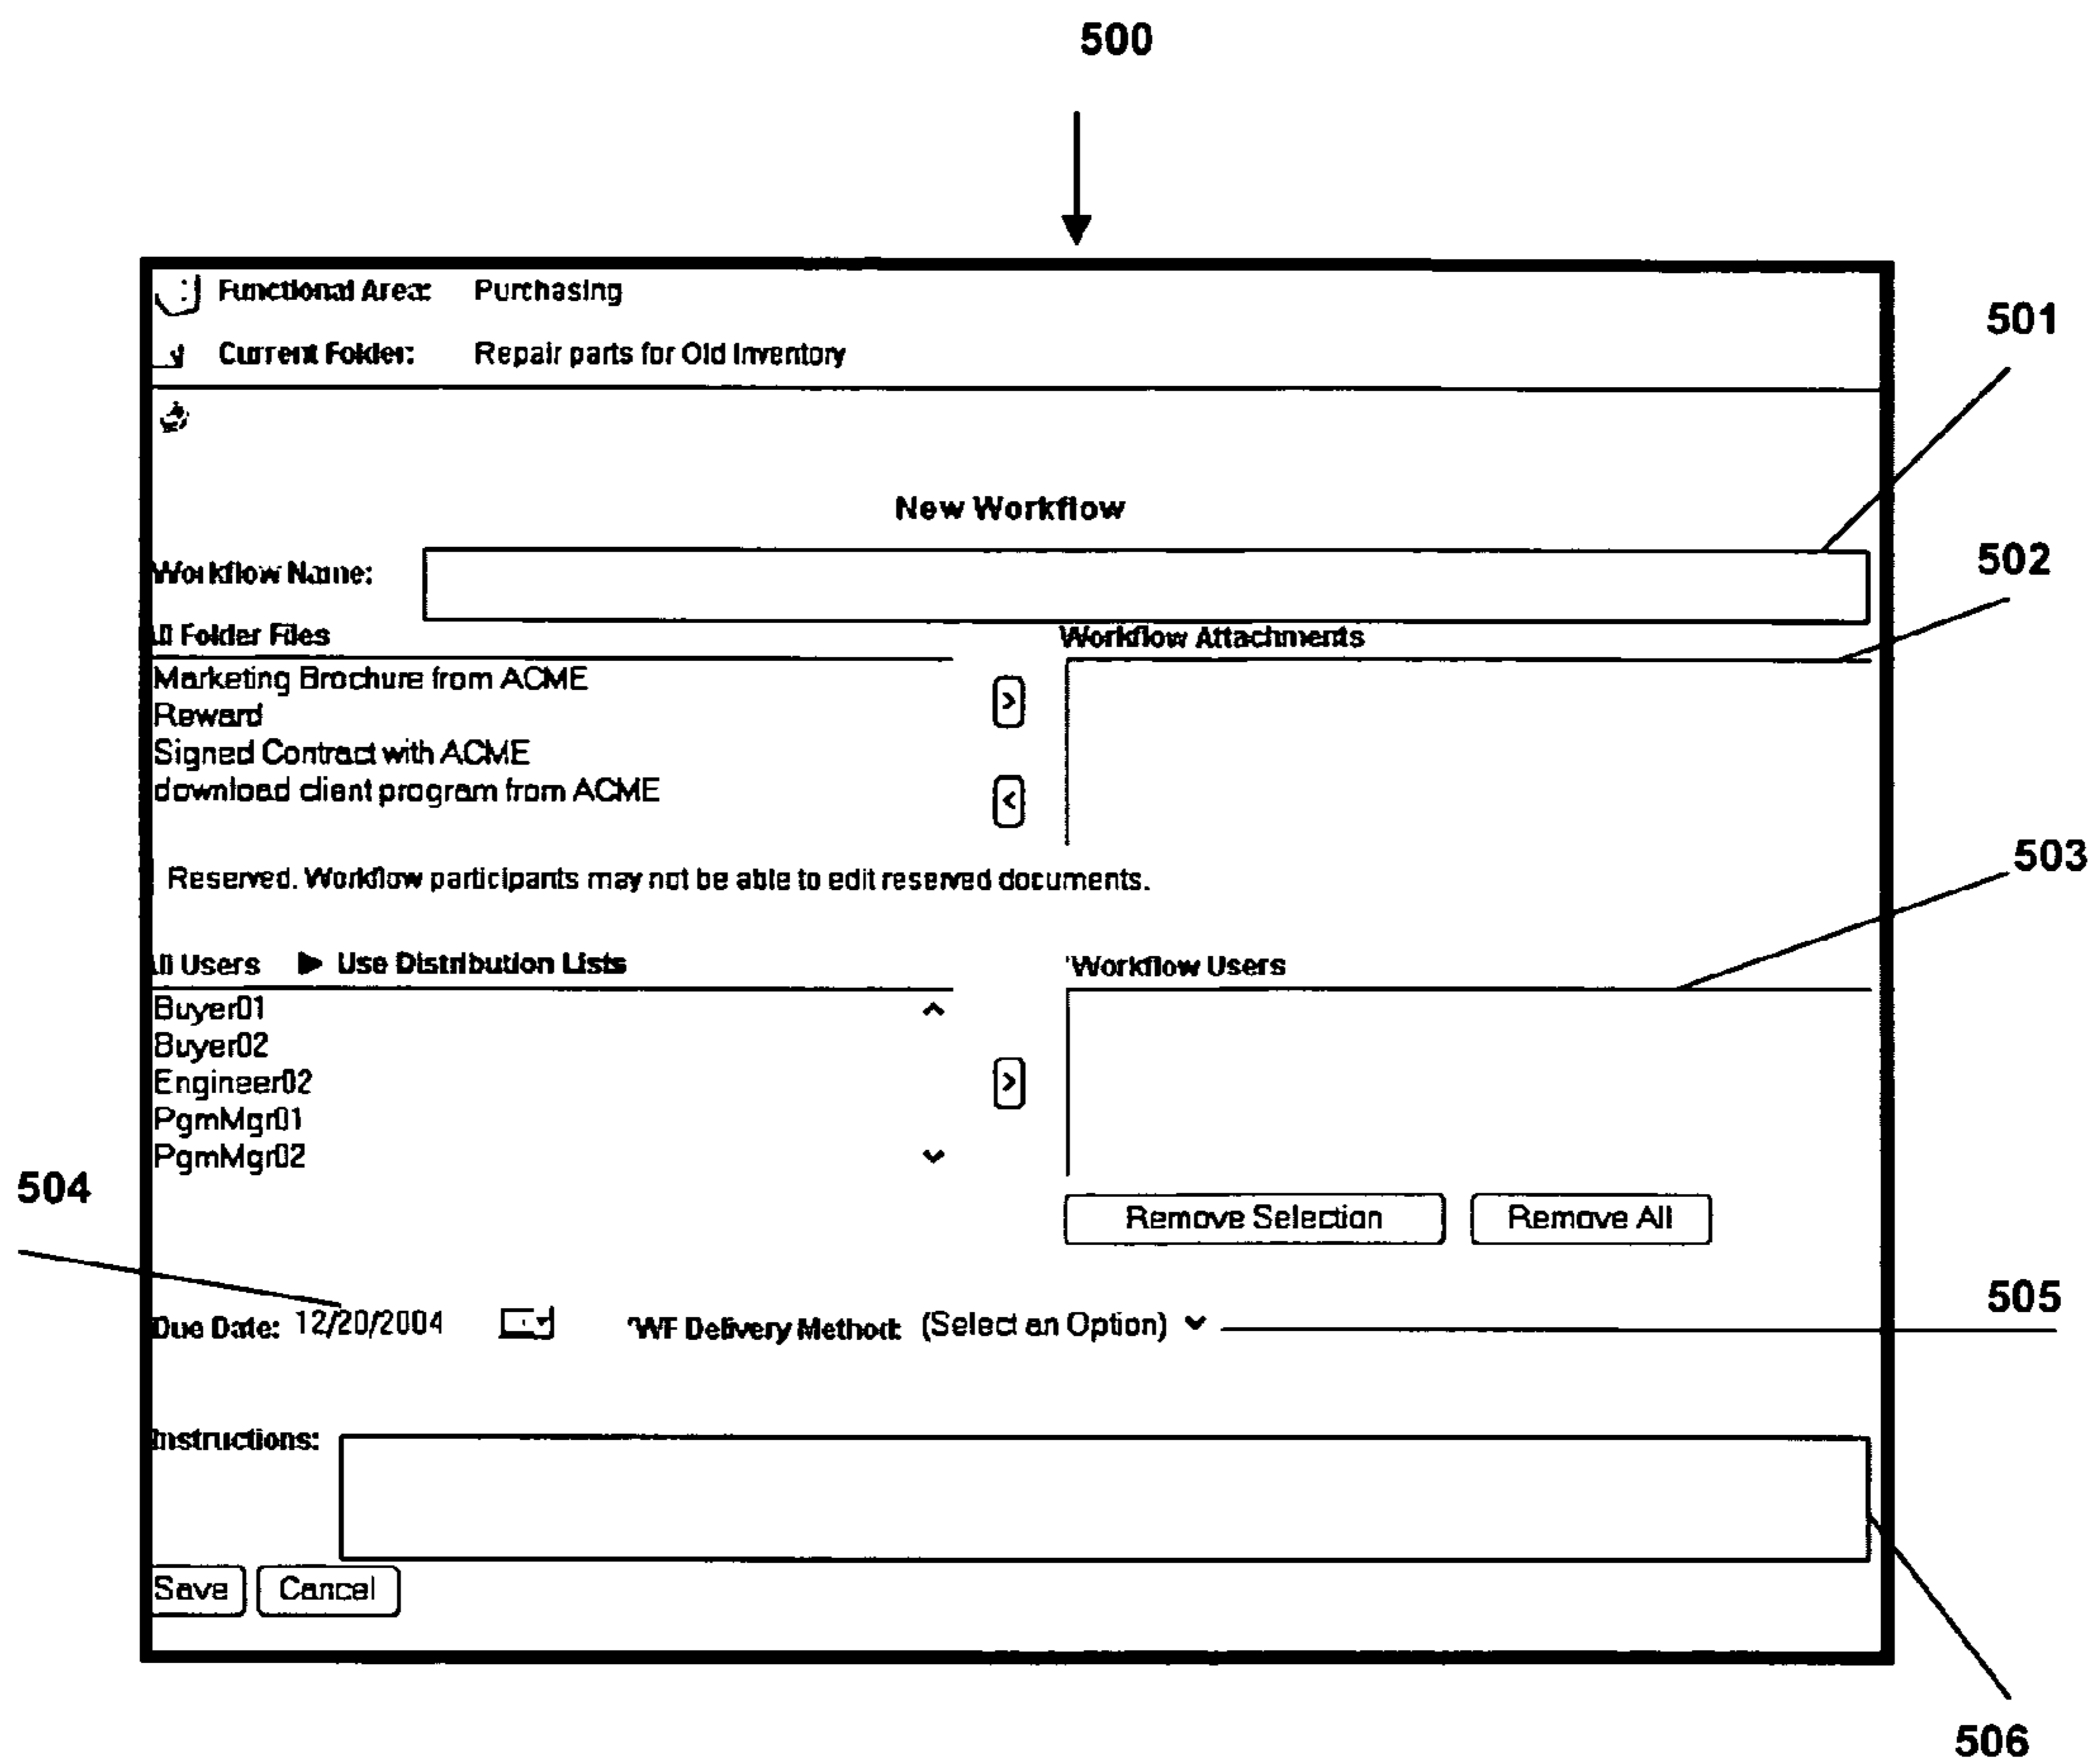 500
Functional Area: Purchasing
501
Current Folder: Repair parts for Old Inventory
New Workflow
502
Workflow Name:
ll Folder Files Workflow Attachments
Marketing Brochure from ACME
>
Reward
Signed Contract with ACME
download client program from ACME
<
503
Reserved. Workflow participants may not be able to edit reserved documents.
ll Users ▶ Use Distribution Lists 'Workflow Users
Buyer01
Buyer02
Engineer02
>
PgmMgr01
PgmMgr02
504
Remove Selection Remove All
505
Due Date: 12/20/2004 'WF Delivery Method: (Select an Option)
Instructions:
Save Cancel
506